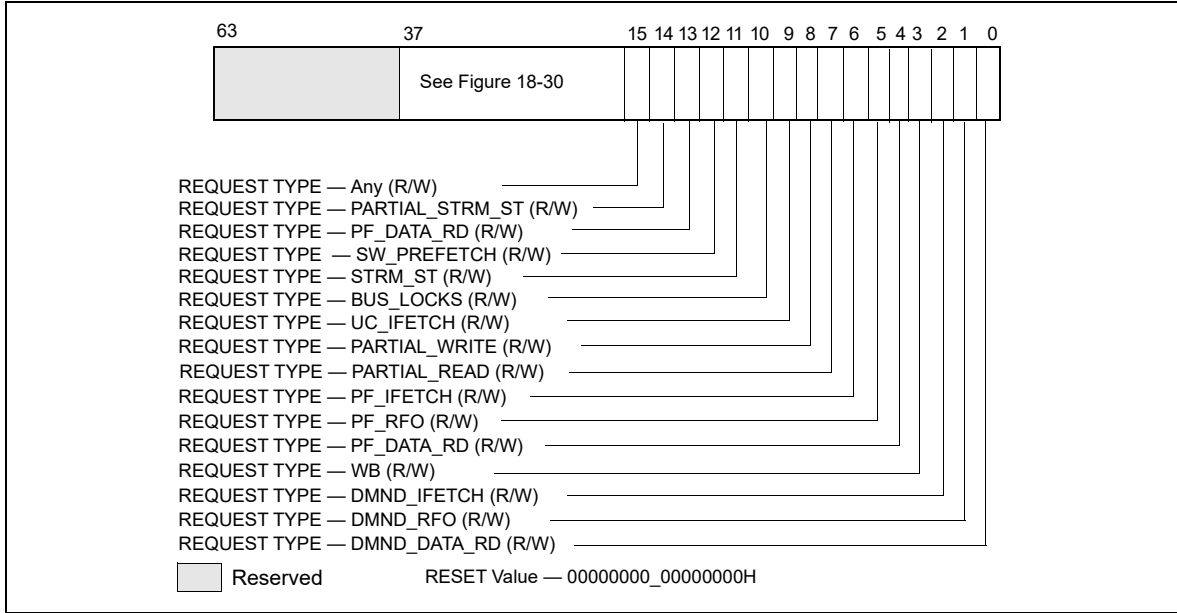 63 37 15 14 13 12 11 10 9 8 7 6 5 4 3 2 1 0
See Figure 18-30
REQUEST TYPE — Any (R/W)
REQUEST TYPE — PARTIAL_STRM_ST (R/W)
REQUEST TYPE — PF_DATA_RD (R/W)
REQUEST TYPE — SW_PREFETCH (R/W)
REQUEST TYPE — STRM_ST (R/W)
REQUEST TYPE — BUS_LOCKS (R/W)
REQUEST TYPE — UC_IFETCH (R/W)
REQUEST TYPE — PARTIAL_WRITE (R/W)
REQUEST TYPE — PARTIAL_READ (R/W)
REQUEST TYPE — PF_IFETCH (R/W)
REQUEST TYPE — PF_RFO (R/W)
REQUEST TYPE — PF_DATA_RD (R/W)
REQUEST TYPE — WB (R/W)
REQUEST TYPE — DMND_IFETCH (R/W)
REQUEST TYPE — DMND_RFO (R/W)
REQUEST TYPE — DMND_DATA_RD (R/W)
Reserved RESET Value — 00000000_00000000H